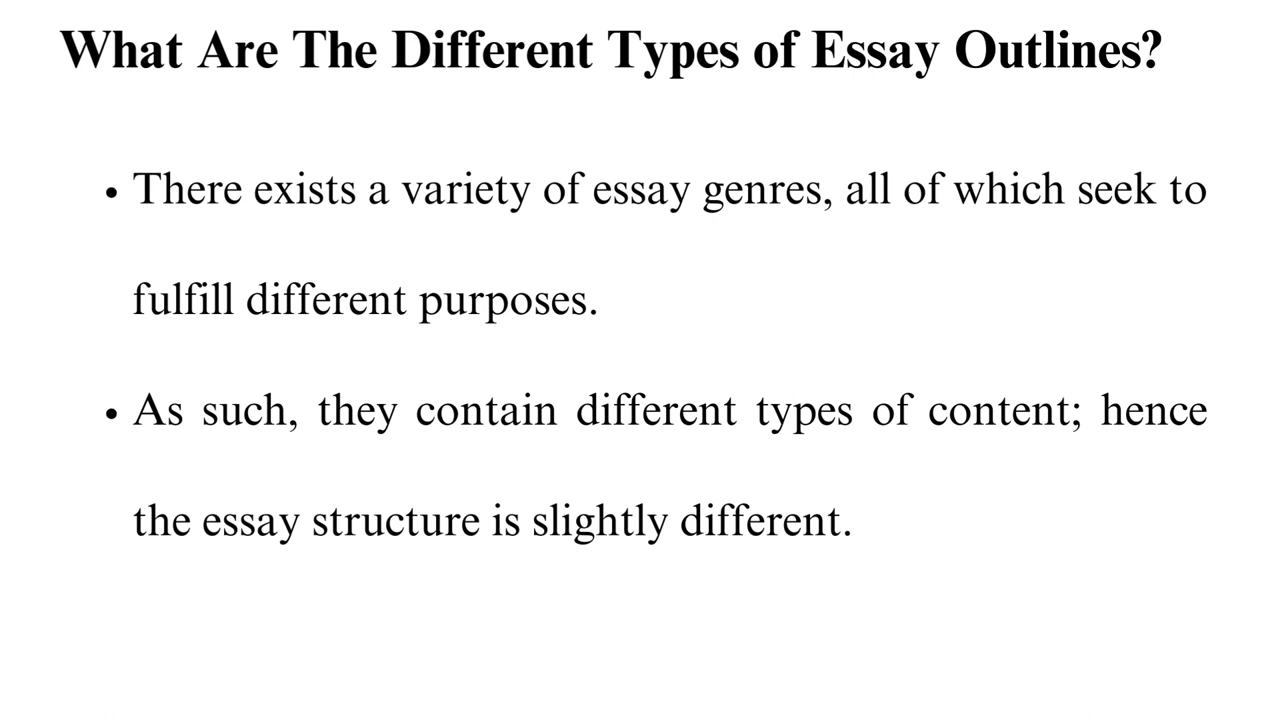 What Are The Different Types of Essay Outlines?
• There exists a variety of essay genres, all of which seek to
fulfill different purposes.
• As such, they contain different types of content; hence
the essay structure is slightly different.